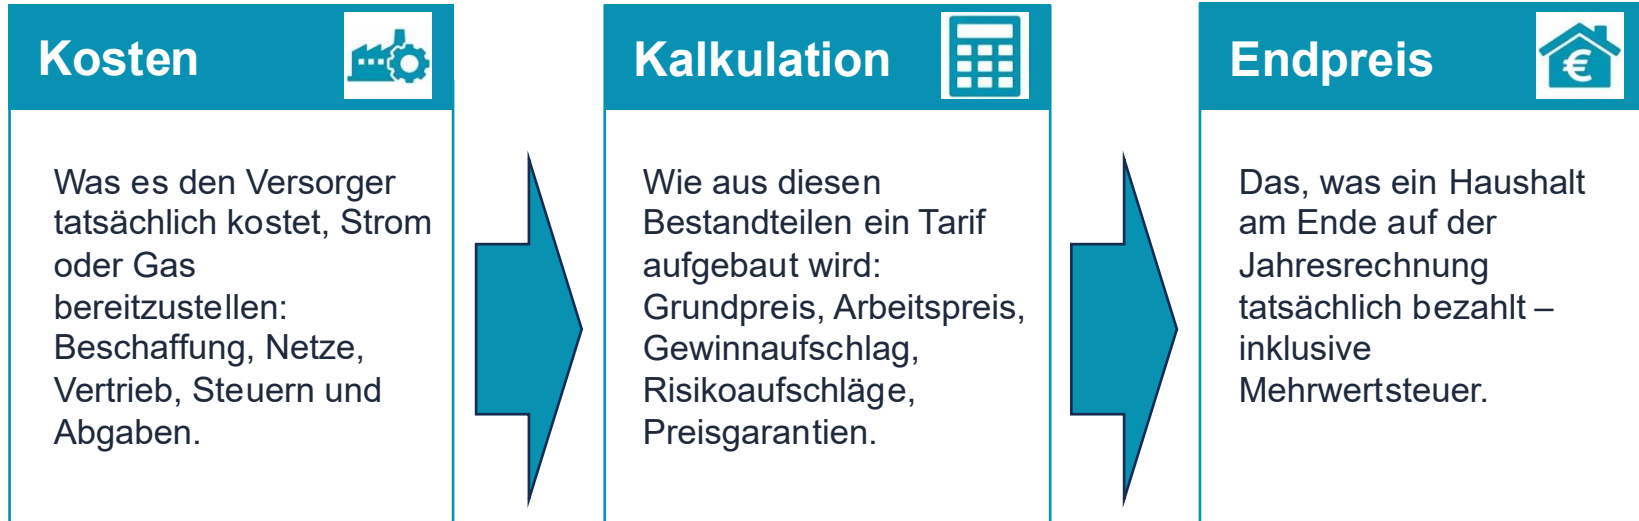 Kosten
Was es den Versorger
tatsächlich kostet, Strom
oder Gas
bereitzustellen:
Beschaffung, Netze,
Vertrieb, Steuern und
Abgaben.
Kalkulation
Wie aus diesen
Bestandteilen ein Tarif
aufgebaut wird:
Grundpreis, Arbeitspreis,
Gewinnaufschlag,
Risikoaufschläge,
Preisgarantien.
Endpreis
€
Das, was ein Haushalt
am Ende auf der
Jahresrechnung
tatsächlich bezahlt –
inklusive
Mehrwertsteuer.